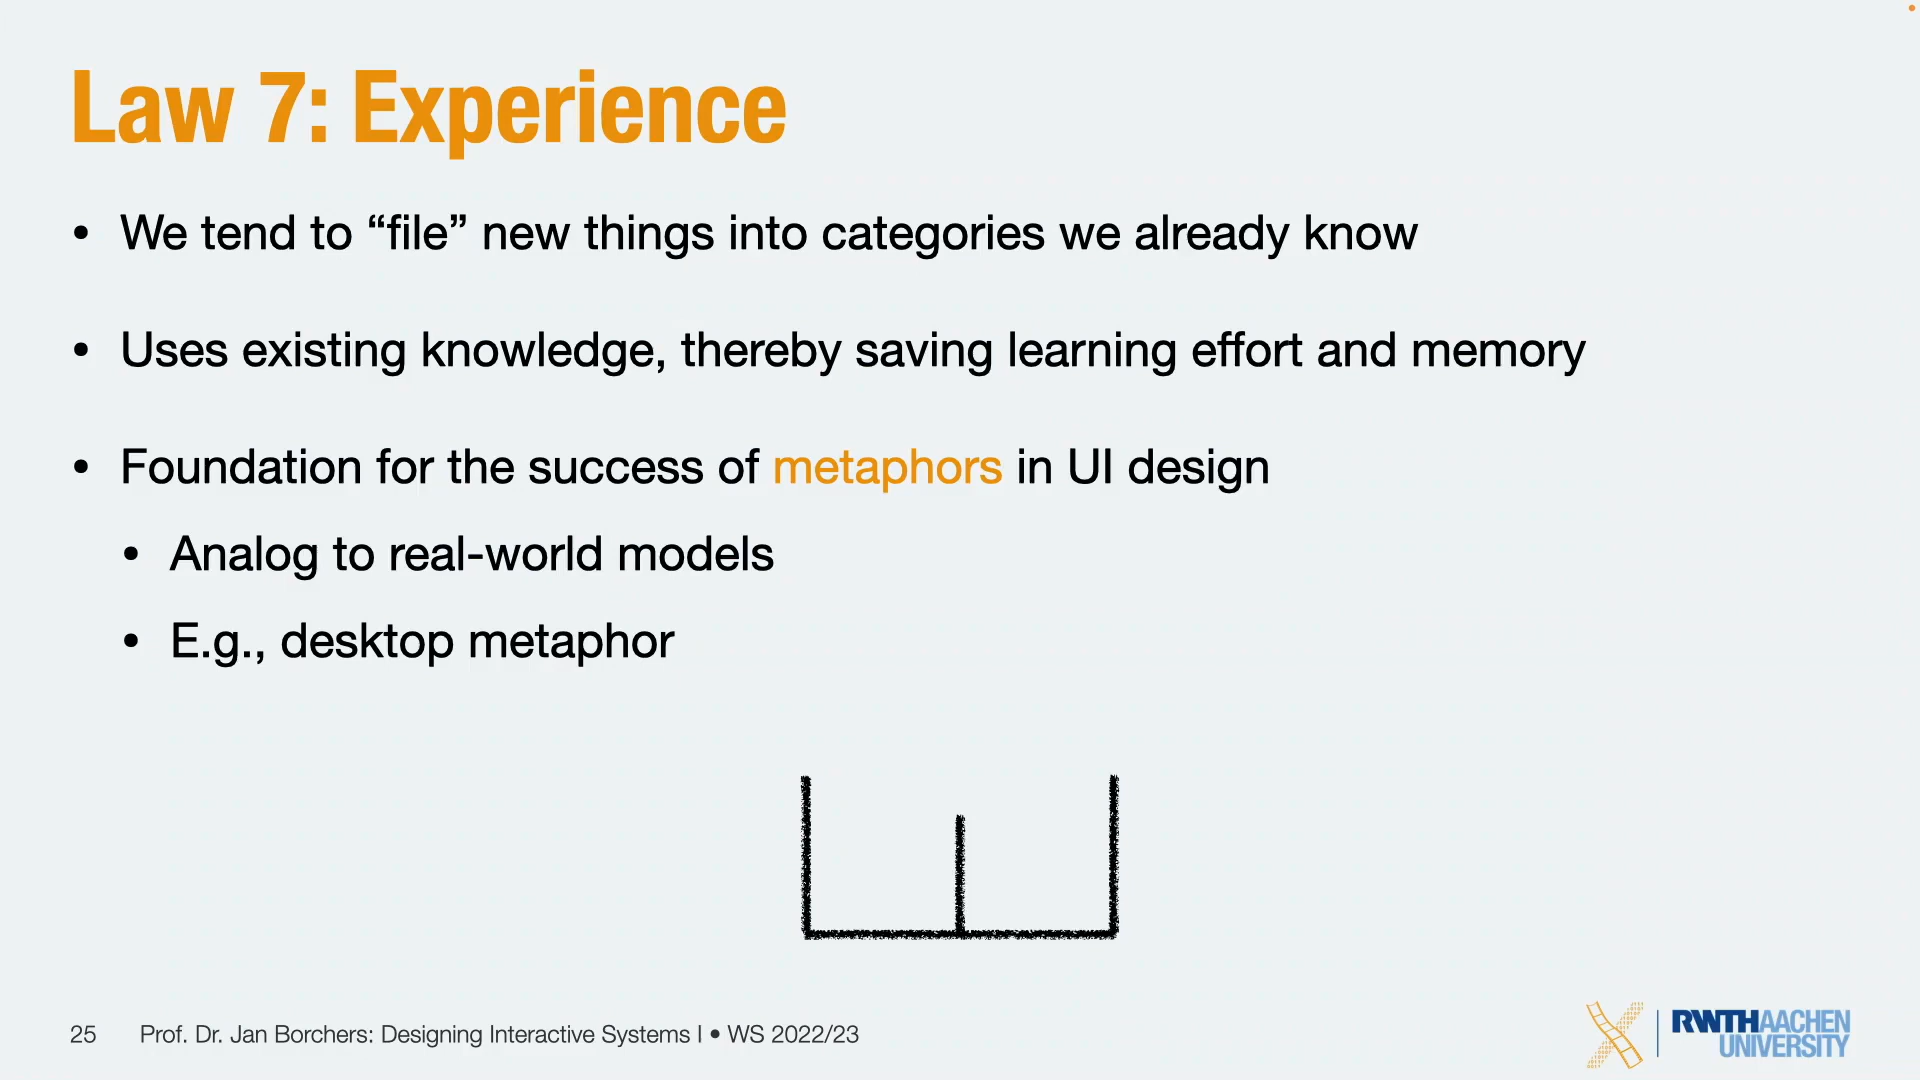 Law 7: Experience
• We tend to “file” new things into categories we already know
• Uses existing knowledge, thereby saving learning effort and memory
• Foundation for the success of metaphors in UI design
• Analog to real-world models
• E.g., desktop metaphor
25 Prof. Dr. Jan Borchers: Designing Interactive Systems I • WS 2022/23
RWTHAACHEN
UNIVERSITY